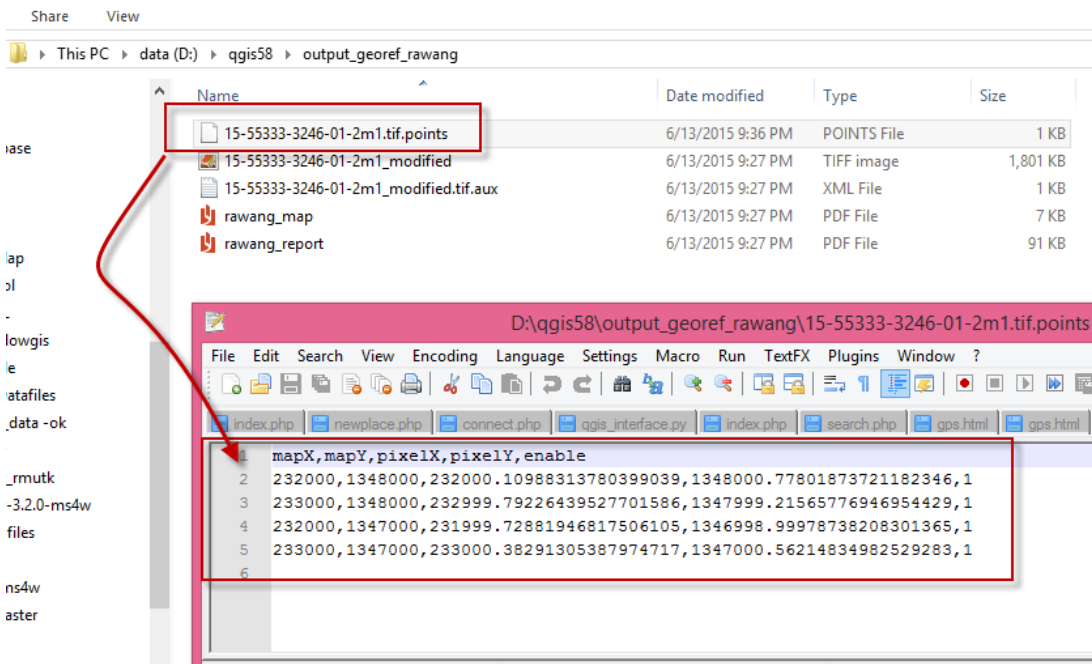 Share View
This PC data (D:) qgis58 output_georef_rawang
Name Date modified Type Size
15-55333-3246-01-2m1.tif.points 6/13/2015 9:36 PM POINTS File 1 KB
15-55333-3246-01-2m1_modified 6/13/2015 9:27 PM TIFF image 1,801 KB
15-55333-3246-01-2m1_modified.tif.aux 6/13/2015 9:27 PM XML File 1 KB
rawang_map 6/13/2015 9:27 PM PDF File 7 KB
rawang_report 6/13/2015 9:27 PM PDF File 91 KB
lowgis
_data -ok
_rmutk
-3.2.0-ms4w
files
ms4w
aster
D:\qgis58\output_georef_rawang\15-55333-3246-01-2m1.tif.points
File Edit Search View Encoding Language Settings Macro Run TextFX Plugins Window ?
index.php newplace.php connect.php qgis_interface.py index.php search.php gps.html gps.html
1 mapX,mapY,pixelX,pixelY,enable
2 232000,1348000,232000.10988313780399039,1348000.77801873721182346,1
3 233000,1348000,232999.79226439527701586,1347999.21565776946954429,1
4 232000,1347000,231999.72881946817506105,1346998.99978738208301365,1
5 233000,1347000,233000.38291305387974717,1347000.56214834982529283,1
6